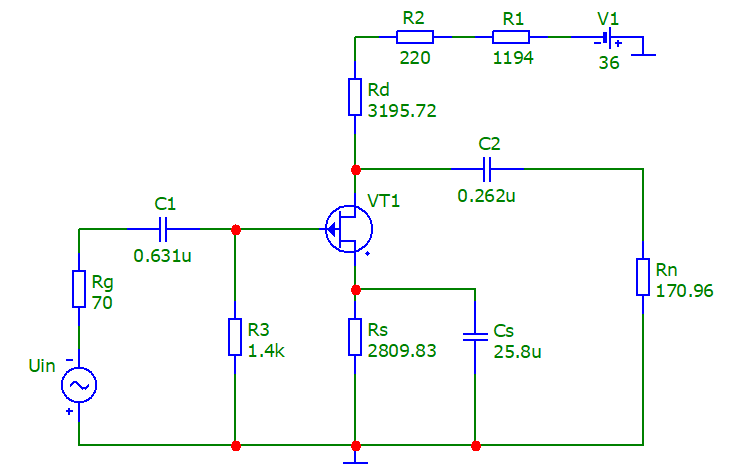 R2
220
R1
1194
V1
- +
36
Rd
3195.72
C2
0.262u
VT1
C1
0.631u
Rg
70
R3
1.4k
Rs
2809.83
Cs
25.8u
Rn
170.96
Uin
-
+